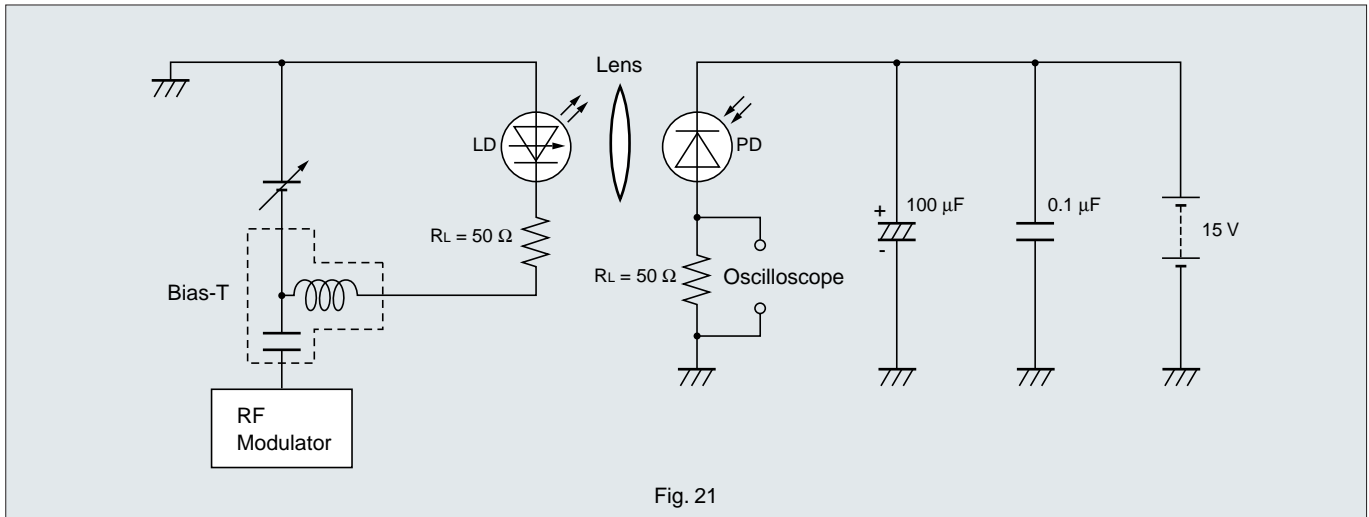 Lens
LD
PD
RL = 50 Ω
Bias-T
RF
Modulator
RL = 50 Ω
Oscilloscope
+
100 µF
-
0.1 µF
15 V
Fig. 21